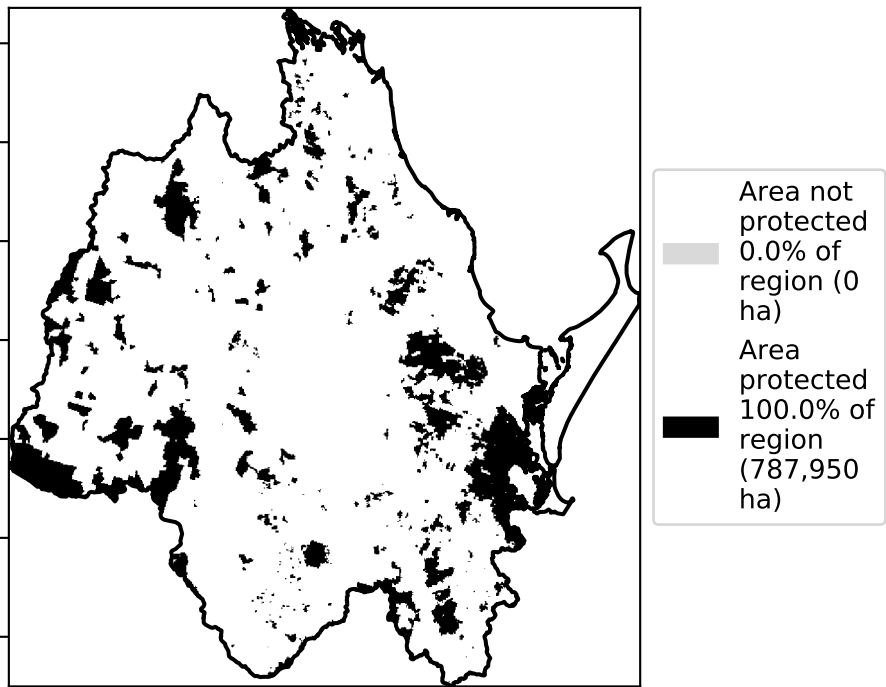 Area not
protected
0.0% of
region (0
ha)
Area
protected
100.0% of
region
(787,950
ha)